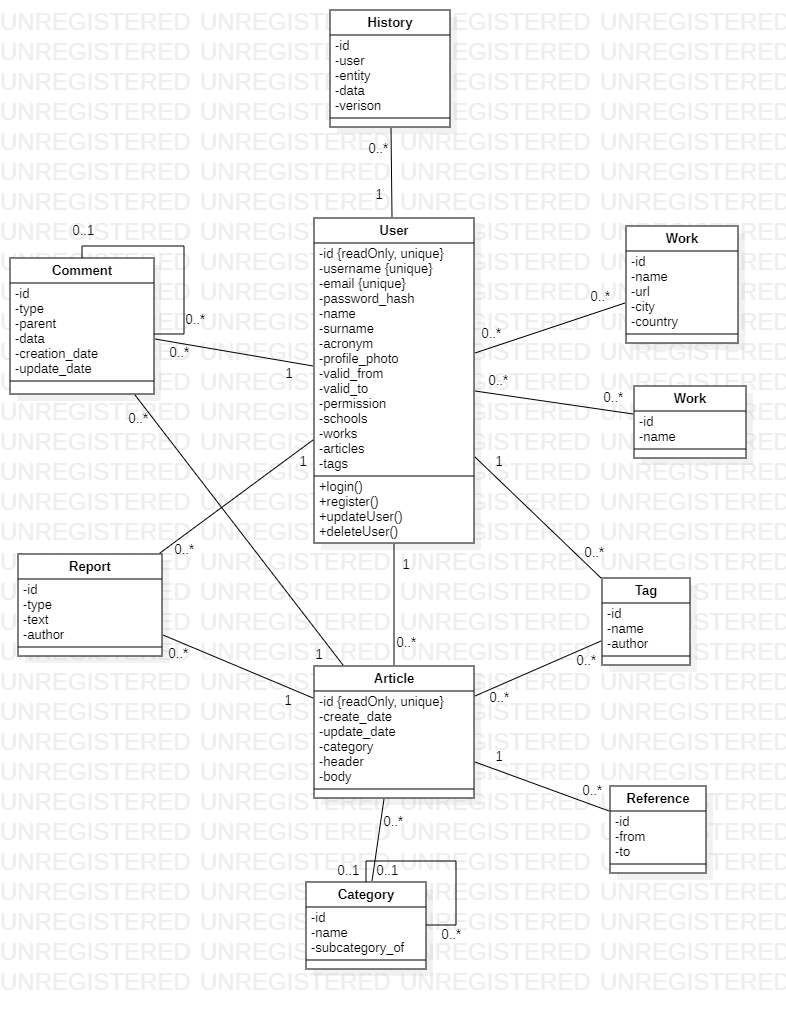 History
-id
-user
-entity
-data
-verison
0..*
1
User
-id {readOnly, unique}
-username {unique}
-email {unique}
-password_hash
-name
-surname
-acronym
-profile_photo
-valid_from
-valid_to
-permission
-schools
-works
-articles
-tags
+login()
+register()
+updateUser()
+deleteUser()
0..1
Comment
-id
-type
-parent
-data
-creation_date
-update_date
0..*
0..*
1
0..*
Work
-id
-name
-url
-city
-country
0..*
0..*
Work
-id
-name
0..*
0..*
1
0..*
1
0..*
Report
-id
-type
-text
-author
0..*
1
1
0..*
1
Tag
-id
-name
-author
0..*
0..*
Article
-id {readOnly, unique}
-create_date
-update_date
-category
-header
-body
1
0..*
Reference
-id
-from
-to
0..*
0..1
0..1
Category
-id
-name
-subcategory_of
0..*
UNREGISTERED UNREGISTERED UNREGISTERED UNREGISTERED